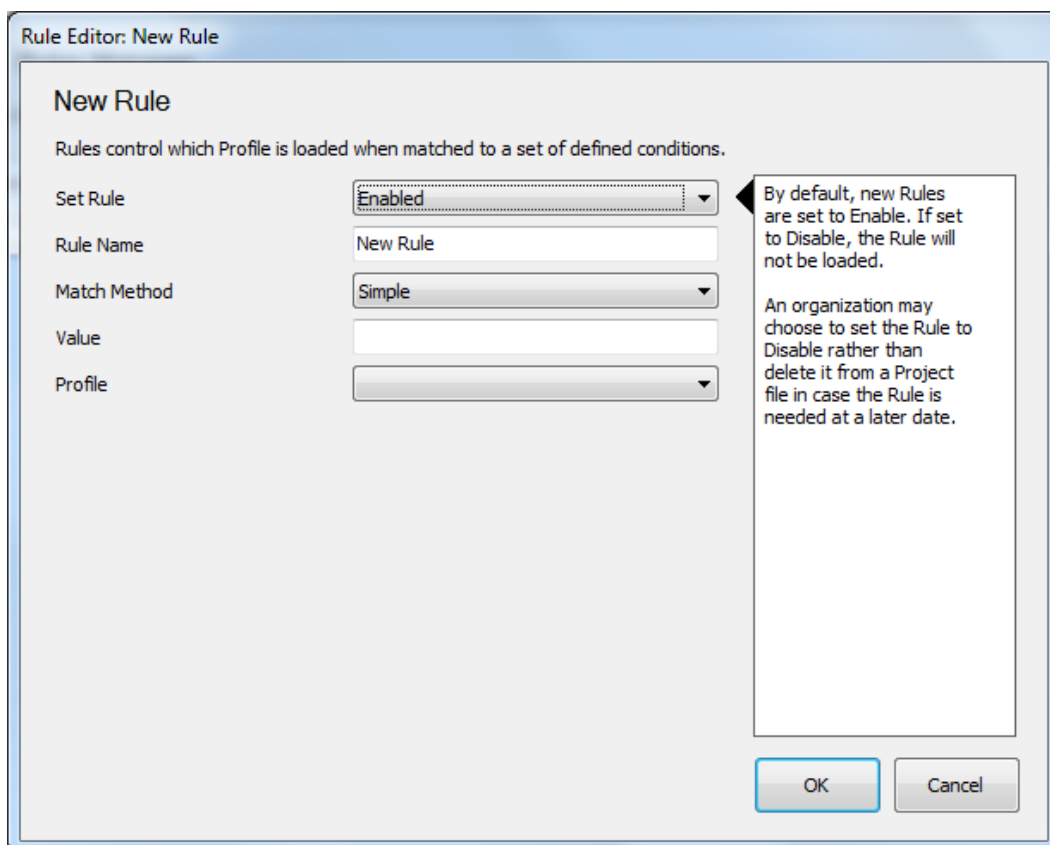 Rule Editor: New Rule
New Rule
Rules control which Profile is loaded when matched to a set of defined conditions.
Set Rule
Enabled
Rule Name
New Rule
Match Method
Simple
Value
Profile
By default, new Rules
are set to Enable. If set
to Disable, the Rule will
not be loaded.
An organization may
choose to set the Rule to
Disable rather than
delete it from a Project
file in case the Rule is
needed at a later date.
OK
Cancel